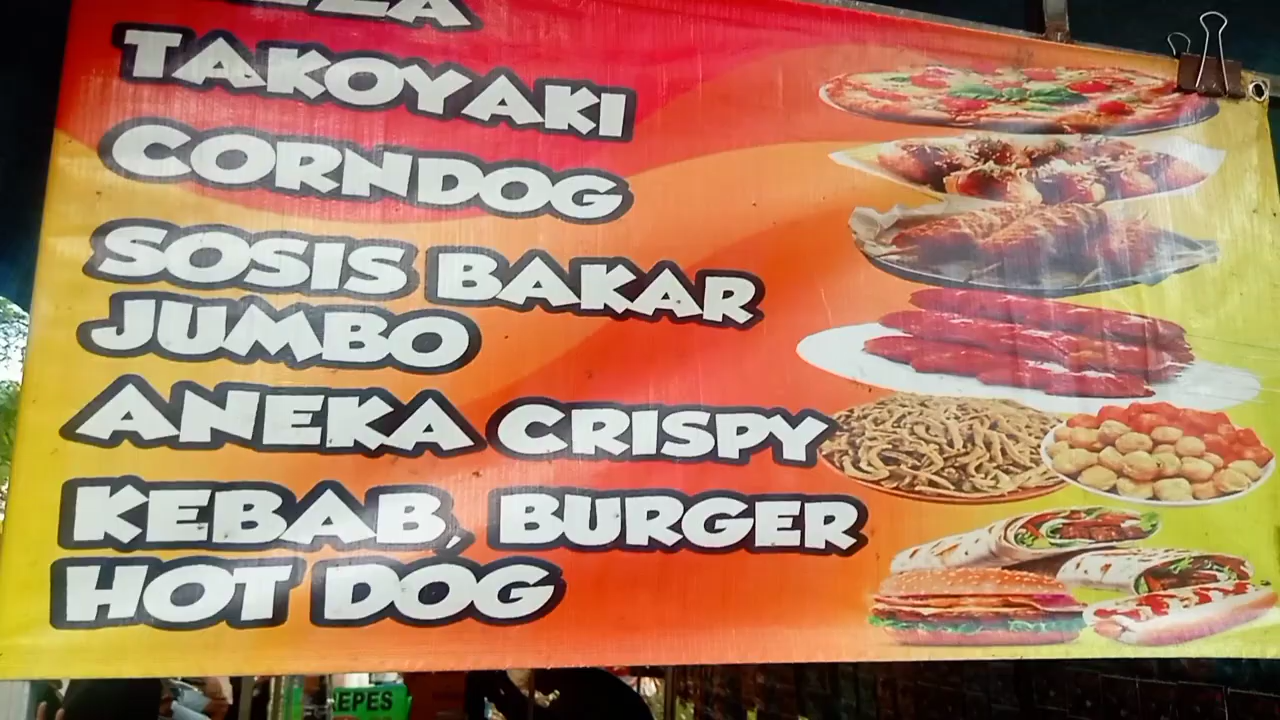 TAKOYAKI
CORNDOG
SOSIS BAKAR
JUMBO
ANEKA CRISPY
KEBAB, BURGER
HOT DOG